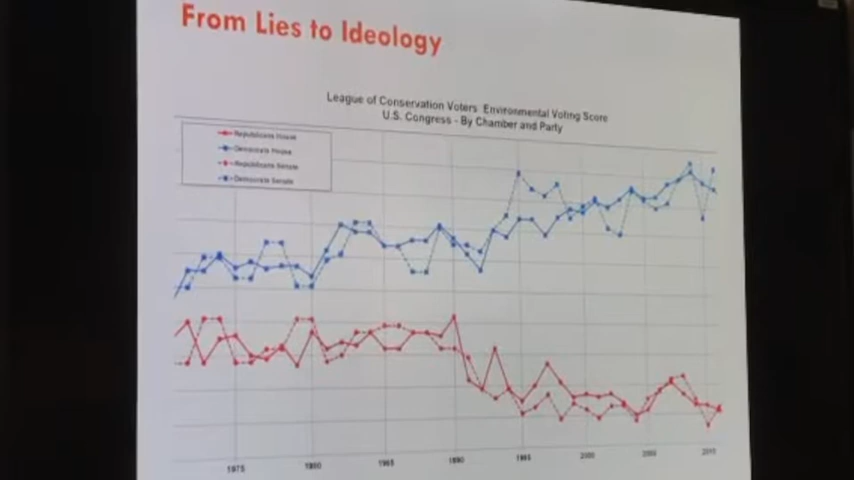 From Lies to Ideology
League of Conservation Voters Environmental Voting Score
U.S. Congress - By Chamber and Party
Republicans House
Democrats House
Republicans Senate
Democrats Senate
1975 1980 1985 1990 1995 2000 2005 2010